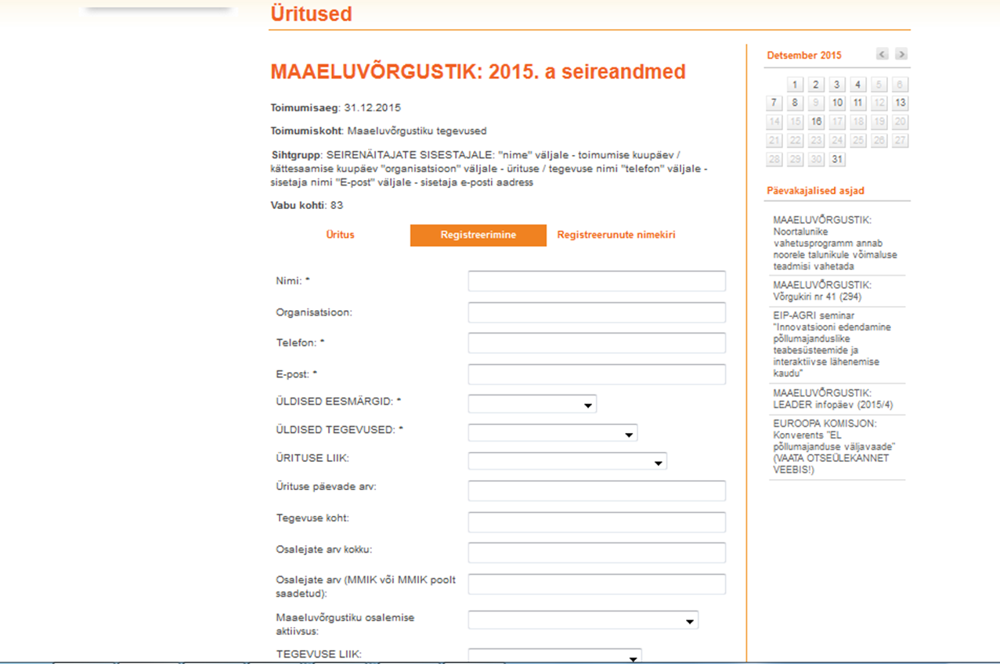 Üritused
MAAELUVÕRGUSTIK: 2015. a seireandmed
Toimumisaeg: 31.12.2015
Toimumiskoht: Maaeluvõrgustiku tegevused
Sihtgrupp: SEIRENÄITAJATE SISESTAJALE: "nime" väljale - toimumise kuupäev /
kättesaamise kuupäev "organisatsioon" väljale - ürituse / tegevuse nimi "telefon" väljale -
sisetaja nimi "E-post" väljale - sisetaja e-posti aadress
Vabu kohti: 83
Üritus Registreerimine Registreerunute nimekiri
Nimi: *
Organisatsioon:
Telefon: *
E-post: *
ÜLDISED EESMÄRGID: *
ÜLDISED TEGEVUSED: *
ÜRITUSE LIIK:
Ürituse päevade arv:
Tegevuse koht:
Osalejate arv kokku:
Osalejate arv (MMIK või MMIK poolt
saadetud):
Maaeluvõrgustiku osalemise
aktiivsus:
TEGEVUSE LIIK:
Detsember 2015 < >
1 2 3 4 5 6
7 8 9 10 11 12 13
14 15 16 17 18 19 20
21 22 23 24 25 26 27
28 29 30 31
Päevakajalised asjad
MAAELUVÕRGUSTIK:
Noortalunike
vahetusprogramm annab
noorele talunikule võimaluse
teadmisi vahetada
MAAELUVÕRGUSTIK:
Võrgukiri nr 41 (294)
EIP-AGRI seminar
"Innovatsiooni edendamine
põllumajanduslike
teabesüsteemide ja
interaktiivse lähenemise
kaudu"
MAAELUVÕRGUSTIK:
LEADER infopäev (2015/4)
EUROOPA KOMISJON:
Konverents "EL
põllumajanduse väljavaade"
(VAATA OTSEÜLEKANNET
VEEBIS!)